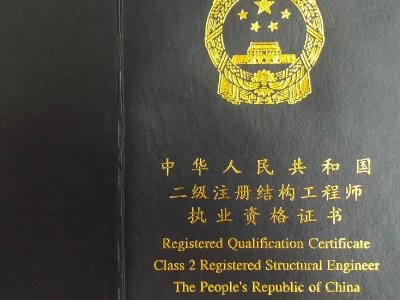 中华人民共和国
二级注册结构工程师
执业资格证书
Registered Qualification Certificate
Class 2 Registered Structural Engineer
The People's Republic of China